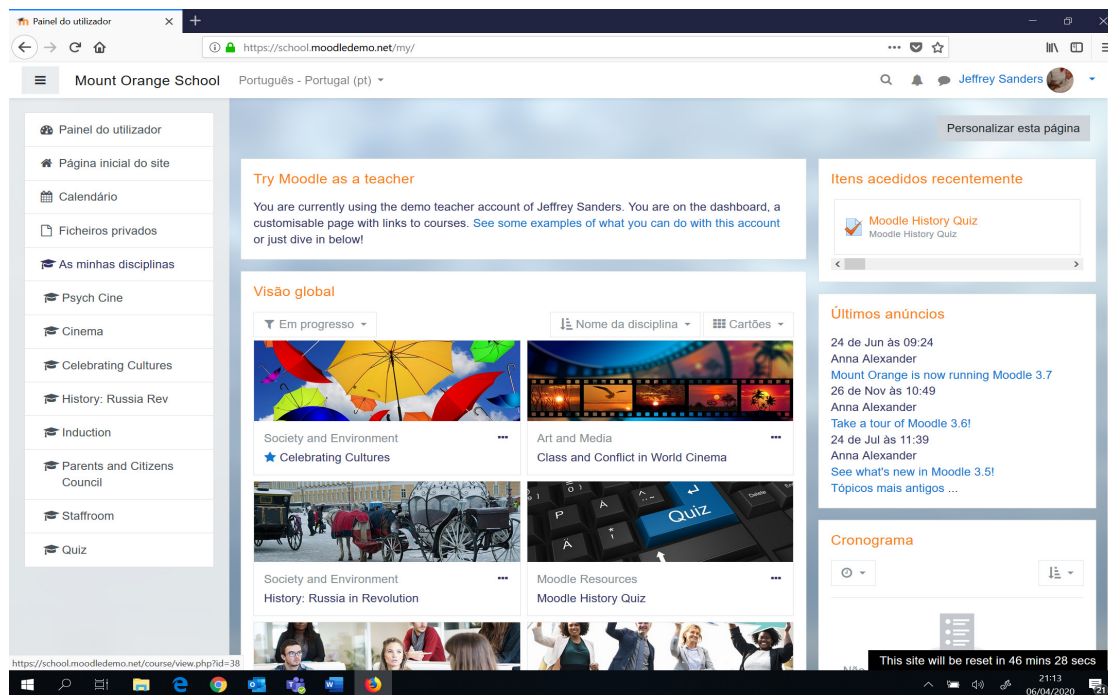 Painel do utilizador
https://school.moodledemo.net/my/
Mount Orange School
Português - Portugal (pt)
Jeffrey Sanders
Painel do utilizador
Página inicial do site
Calendário
Ficheiros privados
As minhas disciplinas
Psych Cine
Cinema
Celebrating Cultures
History: Russia Rev
Induction
Parents and Citizens
Council
Staffroom
Quiz
Personalizar esta página
Try Moodle as a teacher
You are currently using the demo teacher account of Jeffrey Sanders. You are on the dashboard, a
customisable page with links to courses. See some examples of what you can do with this account
or just dive in below!
Visão global
Em progresso
Nome da disciplina
Cartões
Society and Environment
Celebrating Cultures
Art and Media
Class and Conflict in World Cinema
Quiz
P
Ä
Delete
Society and Environment
History: Russia in Revolution
Moodle Resources
Moodle History Quiz
Itens acedidos recentemente
Moodle History Quiz
Moodle History Quiz
Últimos anúncios
24 de Jun às 09:24
Anna Alexander
Mount Orange is now running Moodle 3.7
26 de Nov às 10:49
Anna Alexander
Take a tour of Moodle 3.6!
24 de Jul às 11:39
Anna Alexander
See what's new in Moodle 3.5!
Tópicos mais antigos ...
Cronograma
https://school.moodledemo.net/course/view.php?id=38
This site will be reset in 46 mins 28 secs
21:13
06/04/2020
21